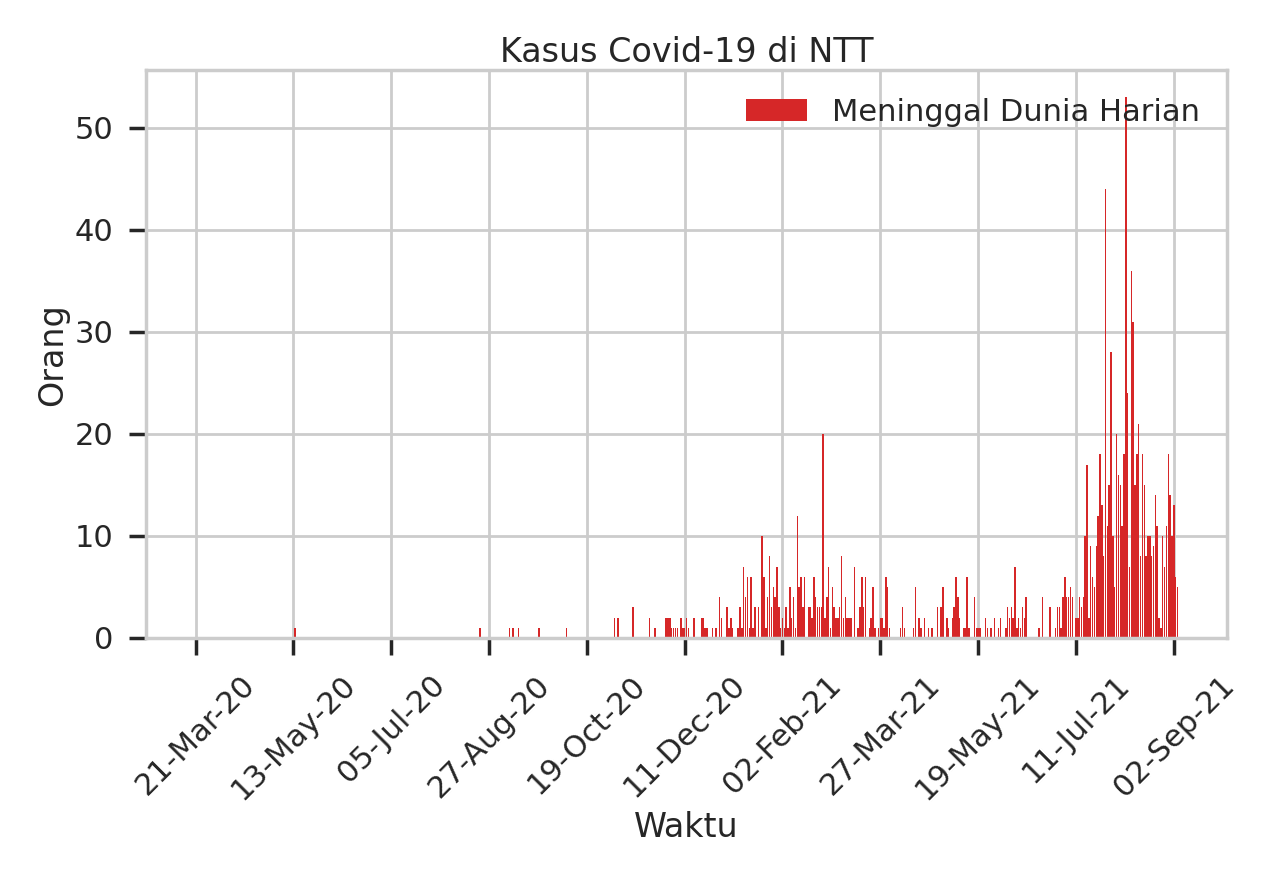 Kasus Covid-19 di NTT
Meninggal Dunia Harian
Orang
50
40
30
20
10
0
21-Mar-20
13-May-20
05-Jul-20
27-Aug-20
19-Oct-20
11-Dec-20
02-Feb-21
27-Mar-21
19-May-21
11-Jul-21
02-Sep-21
Waktu